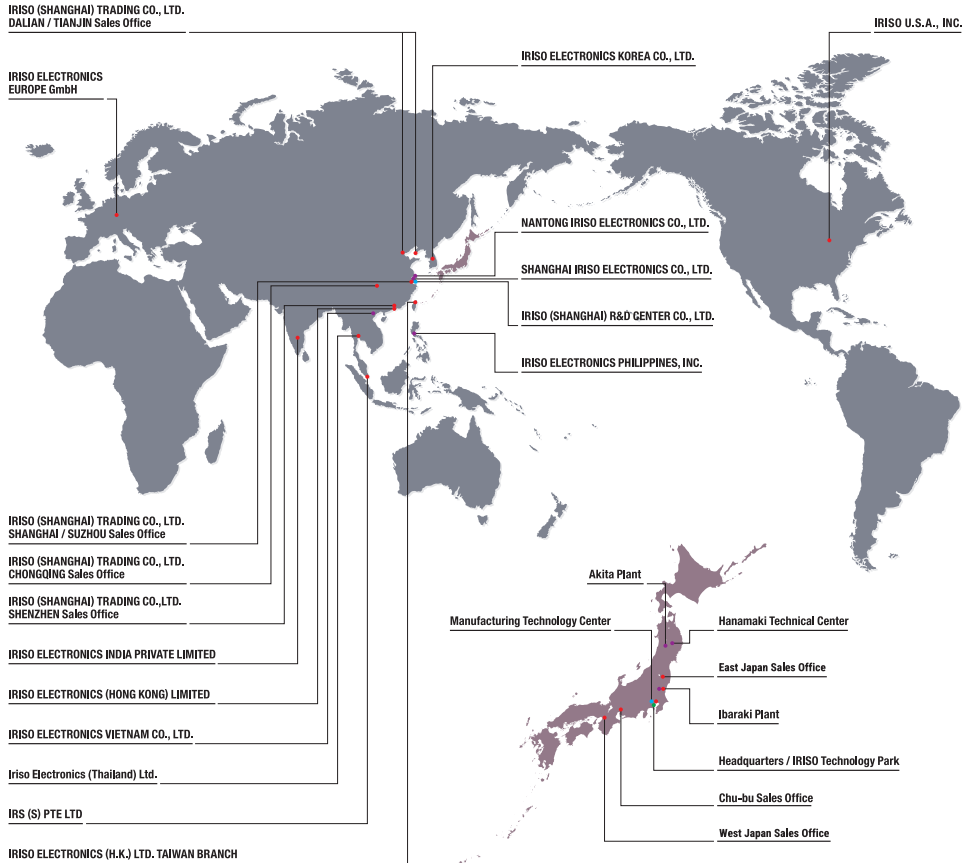 IRISO (SHANGHAI) TRADING CO., LTD.
DALIAN / TIANJIN Sales Office
IRISO U.S.A., INC.
IRISO ELECTRONICS KOREA CO., LTD.
IRISO ELECTRONICS
EUROPE GmbH
NANTONG IRISO ELECTRONICS CO., LTD.
SHANGHAI IRISO ELECTRONICS CO., LTD.
IRISO (SHANGHAI) R&D CENTER CO., LTD.
IRISO ELECTRONICS PHILIPPINES, INC.
IRISO (SHANGHAI) TRADING CO., LTD.
SHANGHAI / SUZHOU Sales Office
IRISO (SHANGHAI) TRADING CO., LTD.
CHONGQING Sales Office
IRISO (SHANGHAI) TRADING CO.,LTD.
SHENZHEN Sales Office
IRISO ELECTRONICS INDIA PRIVATE LIMITED
IRISO ELECTRONICS (HONG KONG) LIMITED
IRISO ELECTRONICS VIETNAM CO., LTD.
Iriso Electronics (Thailand) Ltd.
IRS (S) PTE LTD
IRISO ELECTRONICS (H.K.) LTD. TAIWAN BRANCH
Akita Plant
Manufacturing Technology Center
Hanamaki Technical Center
East Japan Sales Office
Ibaraki Plant
Headquarters / IRISO Technology Park
Chu-bu Sales Office
West Japan Sales Office